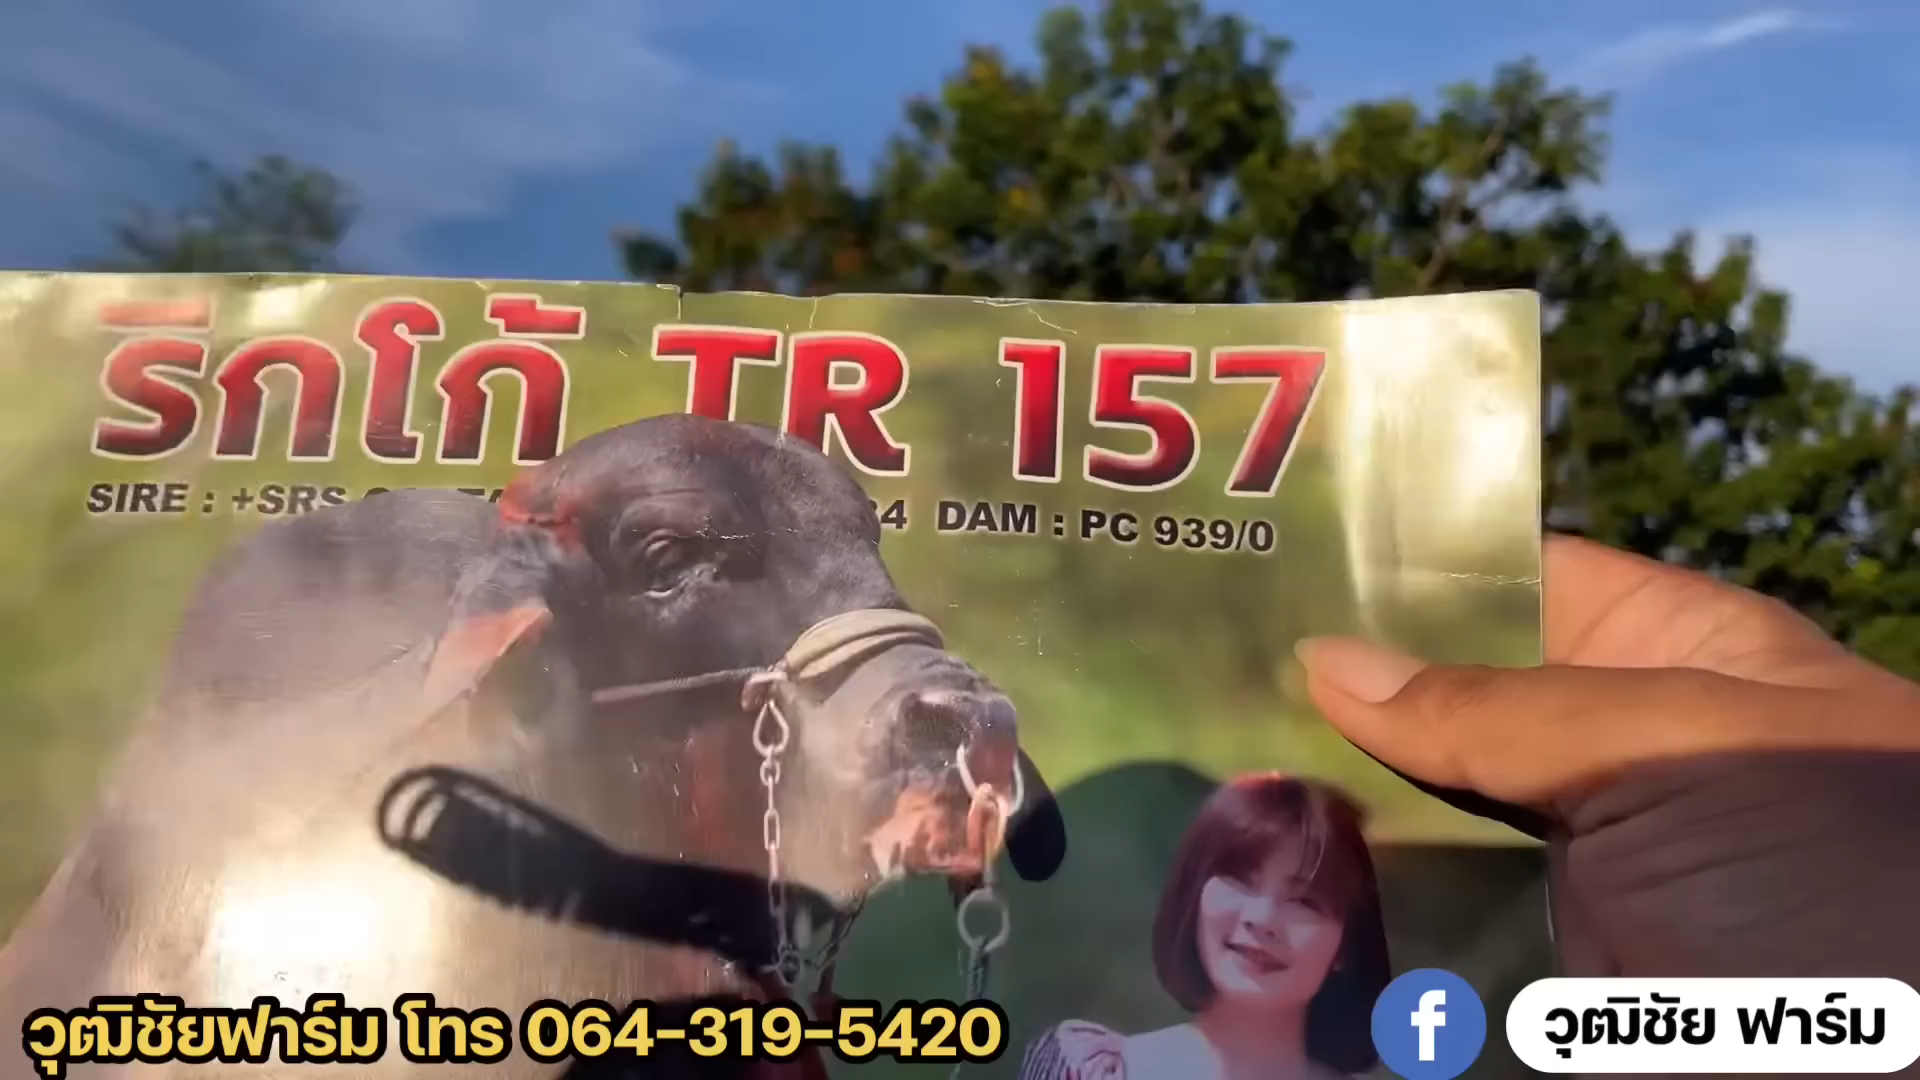 ริกโก้ TR 157
SIRE : +SRS 34 DAM : PC 939/0
วุฒิชัยฟาร์ม โทร 064-319-5420
f วุฒิชัย ฟาร์ม